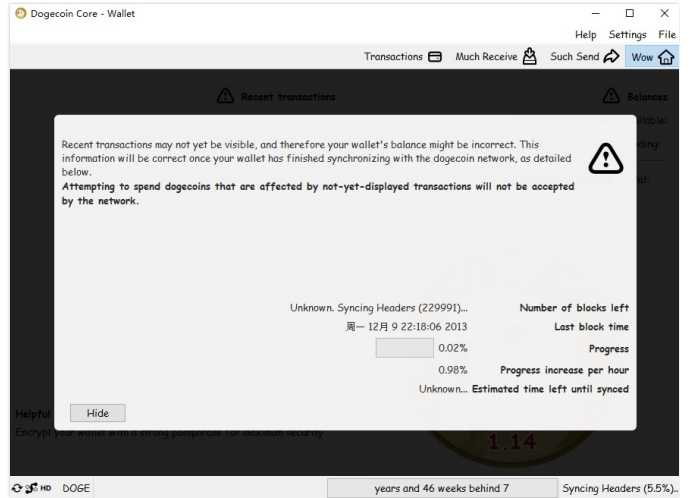 Dogecoin Core - Wallet
Help Settings File
Transactions Much Receive Such Send Wow
Recent transactions
Balances
Recent transactions may not yet be visible, and therefore your wallet's balance might be incorrect. This
information will be correct once your wallet has finished synchronizing with the dogecoin network, as detailed
below.
Attempting to spend dogecoins that are affected by not-yet-displayed transactions will not be accepted
by the network.
Unknown. Syncing Headers (229991)... Number of blocks left
周一 12月 9 22:18:06 2013 Last block time
0.02% Progress
0.98% Progress increase per hour
Unknown... Estimated time left until synced
Helpful
Hide
Encrypt your wallet with a strong passphrase for maximum security
1.14
HD DOGE
years and 46 weeks behind 7
Syncing Headers (5.5%)..